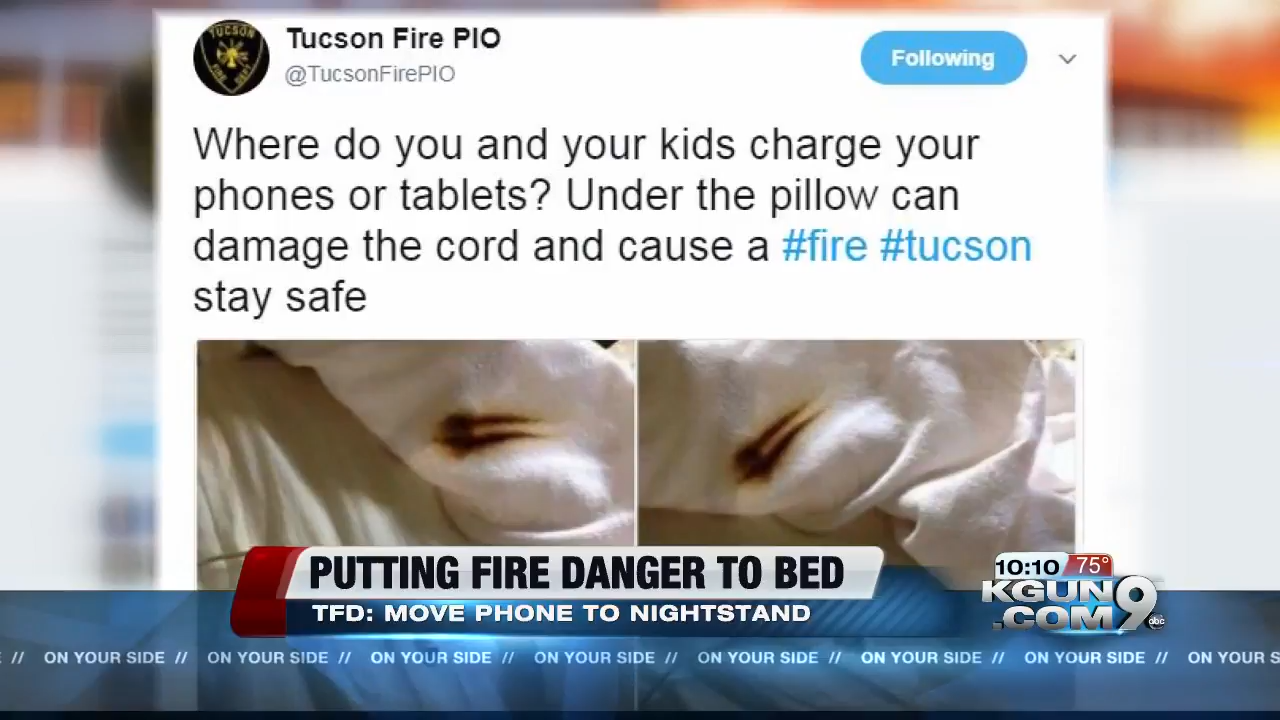 TUCSON
FIRE DEPT
Tucson Fire PIO
@TucsonFirePIO
Following
Where do you and your kids charge your
phones or tablets? Under the pillow can
damage the cord and cause a #fire #tucson
stay safe
PUTTING FIRE DANGER TO BED
TFD: MOVE PHONE TO NIGHTSTAND
10:10 75°
KGUN9
.COM
abc
// ON YOUR SIDE // ON YOUR SIDE // ON YOUR SIDE // ON YOUR SIDE // ON YOUR SIDE // ON YOUR SIDE // ON YOUR SIDE // ON YOUR S